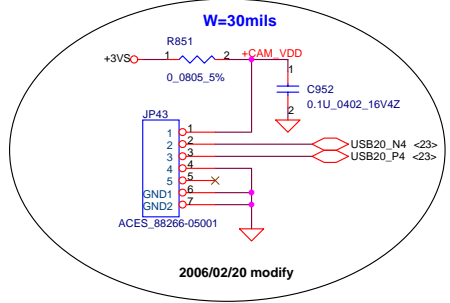 W=30mils
R851
+3VS 1 2 +CAM_VDD
0_0805_5%
1
C952
0.1U_0402_16V4Z
2
JP43
1 1
2 2 USB20_N4 <23>
3 3 USB20_P4 <23>
4 4
5 5
GND1 6
GND2 7
ACES_88266-05001
2006/02/20 modify